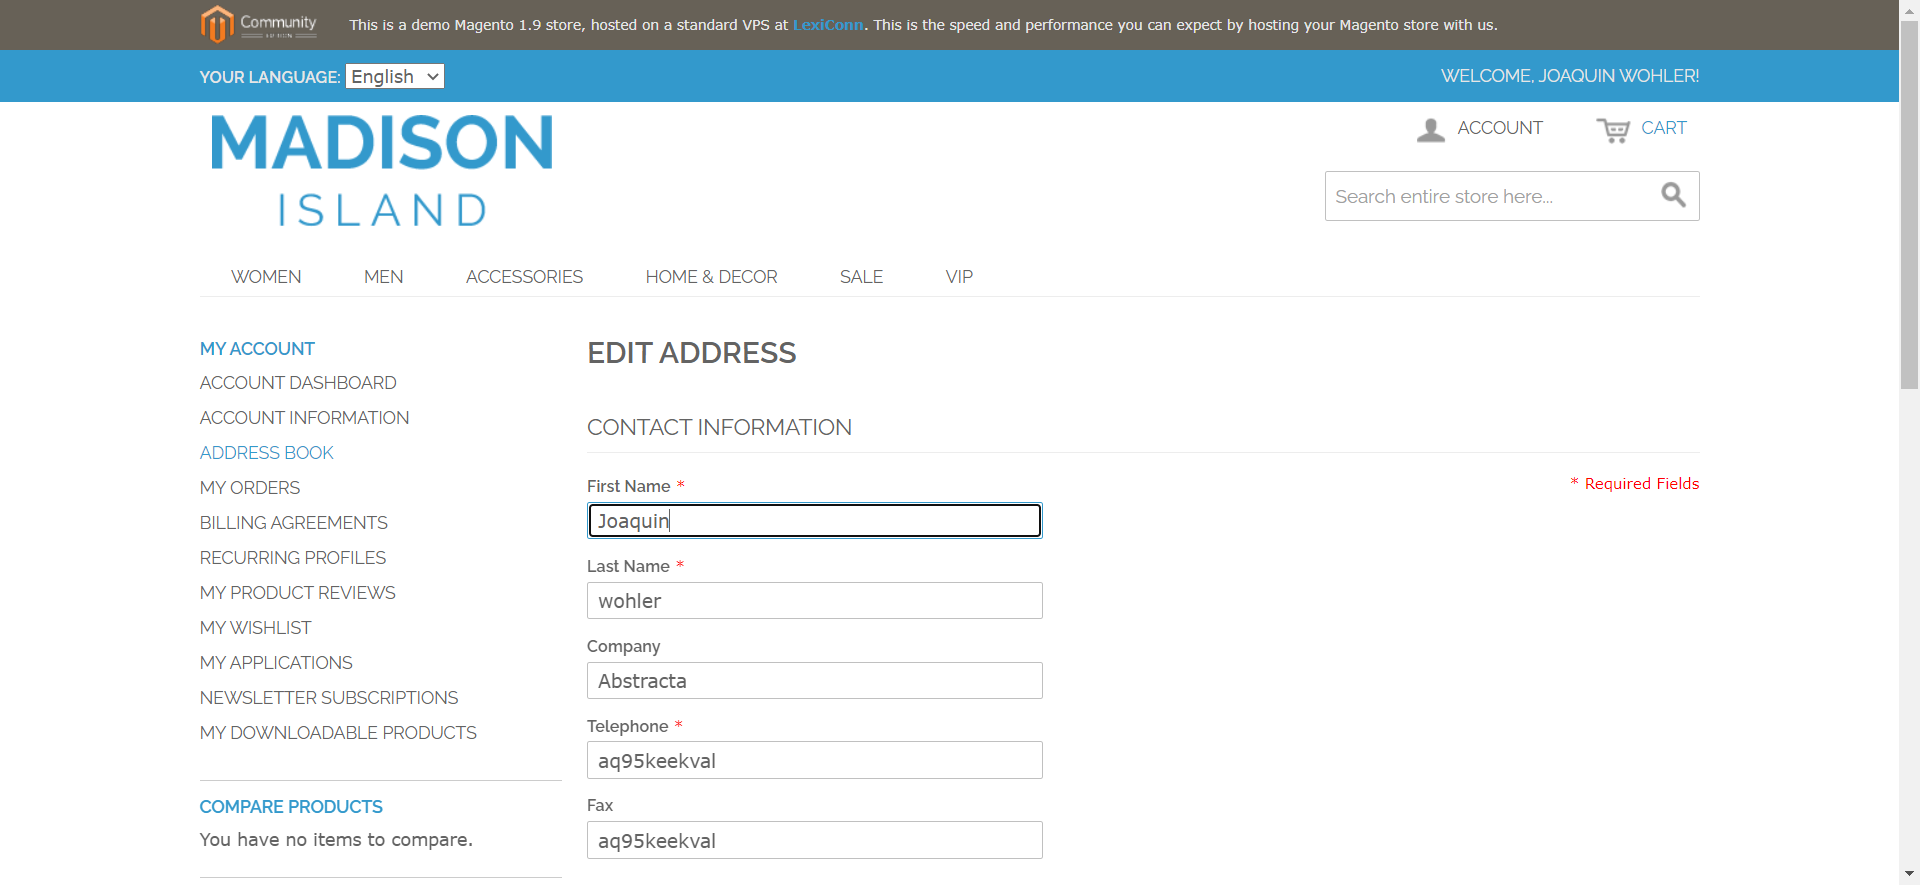 Community
This is a demo Magento 1.9 store, hosted on a standard VPS at LexiConn. This is the speed and performance you can expect by hosting your Magento store with us.
YOUR LANGUAGE: English
WELCOME, JOAQUIN WOHLER!
MADISON
ISLAND
ACCOUNT
CART
Search entire store here...
WOMEN MEN ACCESSORIES HOME & DECOR SALE VIP
MY ACCOUNT
ACCOUNT DASHBOARD
ACCOUNT INFORMATION
ADDRESS BOOK
MY ORDERS
BILLING AGREEMENTS
RECURRING PROFILES
MY PRODUCT REVIEWS
MY WISHLIST
MY APPLICATIONS
NEWSLETTER SUBSCRIPTIONS
MY DOWNLOADABLE PRODUCTS
COMPARE PRODUCTS
You have no items to compare.
EDIT ADDRESS
CONTACT INFORMATION
* Required Fields
First Name *
Joaquin
Last Name *
wohler
Company
Abstracta
Telephone *
aq95keekval
Fax
aq95keekval